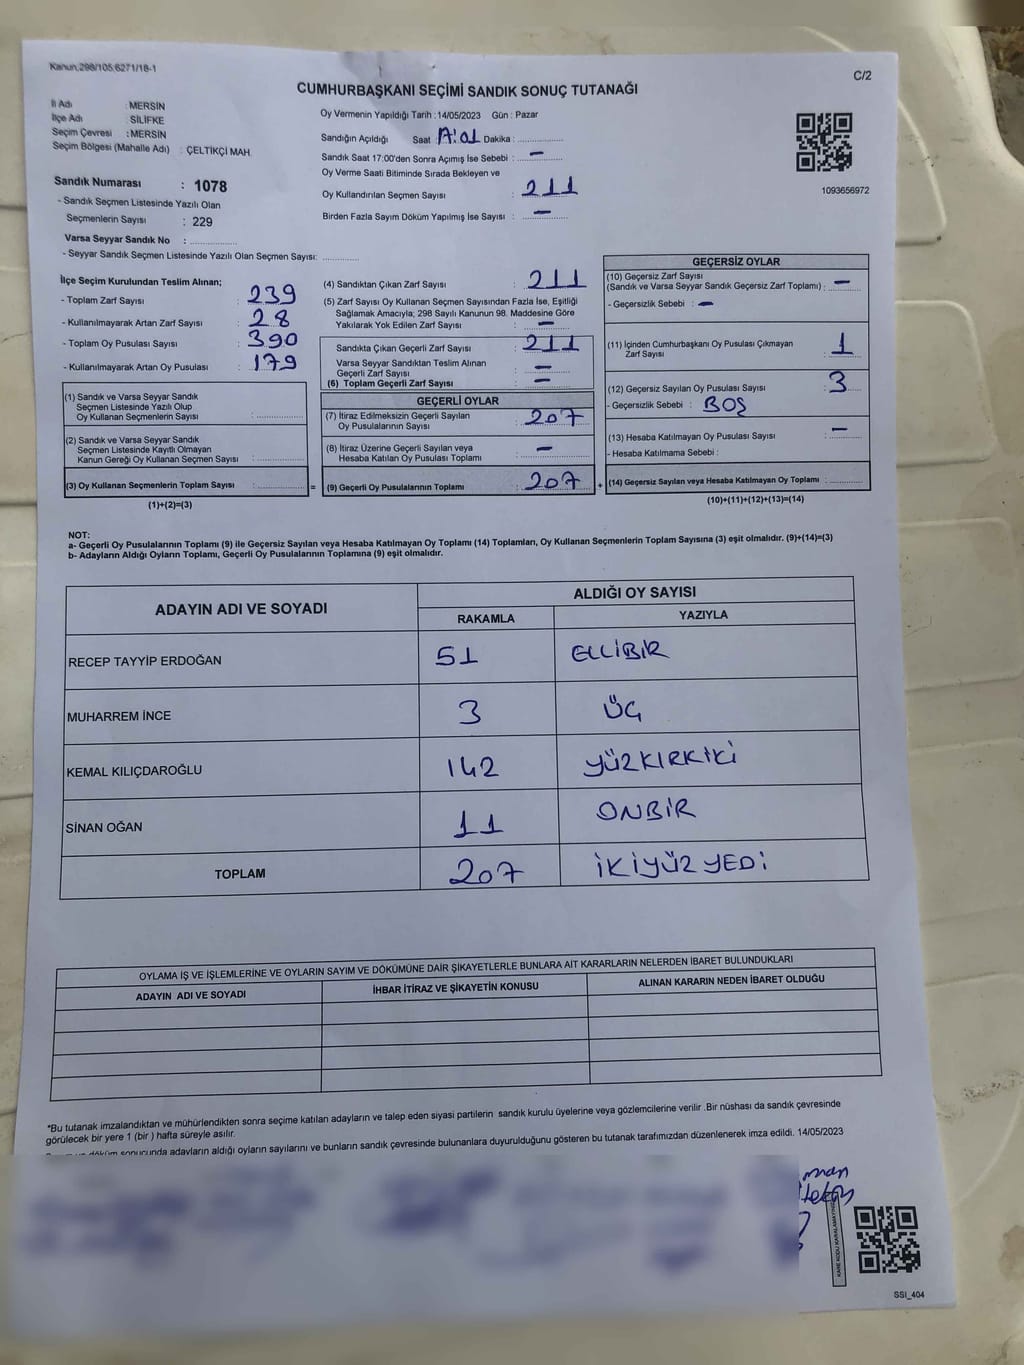 Kanun,298/105,6271/18-1
C/2
CUMHURBAŞKANI SEÇİMİ SANDIK SONUÇ TUTANAĞI
İl Adı : MERSİN
İlçe Adı : SİLİFKE
Seçim Çevresi : MERSİN
Seçim Bölgesi (Mahalle Adı) : ÇELTİKÇİ MAH.
Sandık Numarası : 1078
- Sandık Seçmen Listesinde Yazılı Olan
Seçmenlerin Sayısı : 229
Varsa Seyyar Sandık No : ................
- Seyyar Sandık Seçmen Listesinde Yazılı Olan Seçmen Sayısı: ............
Oy Vermenin Yapıldığı Tarih : 14/05/2023 Gün : Pazar
Sandığın Açıldığı Saat Dakika : ................
Sandık Saat 17:00'den Sonra Açımış İse Sebebi : —
Oy Verme Saati Bitiminde Sırada Bekleyen ve
Oy Kullandırılan Seçmen Sayısı : 211
Birden Fazla Sayım Döküm Yapılmış İse Sayısı : —
1093656972
İlçe Seçim Kurulundan Teslim Alınan;
- Toplam Zarf Sayısı : 239
- Kullanılmayarak Artan Zarf Sayısı : 28
- Toplam Oy Pusulası Sayısı : 390
- Kullanılmayarak Artan Oy Pusulası : 179
(1) Sandık ve Varsa Seyyar Sandık
Seçmen Listesinde Yazılı Olup
Oy Kullanan Seçmenlerin Sayısı : ................
(2) Sandık ve Varsa Seyyar Sandık
Seçmen Listesinde Kayıtlı Olmayan
Kanun Gereği Oy Kullanan Seçmen Sayısı : ................
(3) Oy Kullanan Seçmenlerin Toplam Sayısı : ................
(1)+(2)=(3)
=
(4) Sandıktan Çıkan Zarf Sayısı : 211
(5) Zarf Sayısı Oy Kullanan Seçmen Sayısından Fazla İse, Eşitliği
Sağlamak Amacıyla; 298 Sayılı Kanunun 98. Maddesine Göre
Yakılarak Yok Edilen Zarf Sayısı : —
Sandıkta Çıkan Geçerli Zarf Sayısı : 211
Varsa Seyyar Sandıktan Teslim Alınan
Geçerli Zarf Sayısı : —
(6) Toplam Geçerli Zarf Sayısı : —
GEÇERLİ OYLAR
(7) İtiraz Edilmeksizin Geçerli Sayılan
Oy Pusulalarının Sayısı : 207
(8) İtiraz Üzerine Geçerli Sayılan veya
Hesaba Katılan Oy Pusulası Toplamı : —
(9) Geçerli Oy Pusulalarının Toplamı : 207
+
GEÇERSİZ OYLAR
(10) Geçersiz Zarf Sayısı
(Sandık ve Varsa Seyyar Sandık Geçersiz Zarf Toplamı) : —
- Geçersizlik Sebebi : —
(11) İçinden Cumhurbaşkanı Oy Pusulası Çıkmayan
Zarf Sayısı : 1
(12) Geçersiz Sayılan Oy Pusulası Sayısı : 3
- Geçersizlik Sebebi : BOŞ
(13) Hesaba Katılmayan Oy Pusulası Sayısı : —
- Hesaba Katılmama Sebebi :
(14) Geçersiz Sayılan veya Hesaba Katılmayan Oy Toplamı : ............
(10)+(11)+(12)+(13)=(14)
NOT:
a- Geçerli Oy Pusulalarının Toplamı (9) ile Geçersiz Sayılan veya Hesaba Katılmayan Oy Toplamı (14) Toplamları, Oy Kullanan Seçmenlerin Toplam Sayısına (3) eşit olmalıdır. (9)+(14)=(3)
b- Adayların Aldığı Oyların Toplamı, Geçerli Oy Pusulalarının Toplamına (9) eşit olmalıdır.
ADAYIN ADI VE SOYADI
ALDIĞI OY SAYISI
RAKAMLA YAZIYLA
RECEP TAYYİP ERDOĞAN 51 ELLİBİR
MUHARREM İNCE 3 ÜÇ
KEMAL KILIÇDAROĞLU 142 YÜZKIRKİKİ
SİNAN OĞAN 11 ONBİR
TOPLAM 207 İKİYÜZYEDİ
OYLAMA İŞ VE İŞLEMLERİNE VE OYLARIN SAYIM VE DÖKÜMÜNE DAİR ŞİKAYETLERLE BUNLARA AİT KARARLARIN NELERDEN İBARET BULUNDUKLARI
ADAYIN ADI VE SOYADI İHBAR İTİRAZ VE ŞİKAYETİN KONUSU ALINAN KARARIN NEDEN İBARET OLDUĞU
*Bu tutanak imzalandıktan ve mühürlendikten sonra seçime katılan adayların ve talep eden siyasi partilerin sandık kurulu üyelerine veya gözlemcilerine verilir .Bir nüshası da sandık çevresinde
görülecek bir yere 1 (bir ) hafta süreyle asılır.
döküm sonucunda adayların aldığı oyların sayılarını ve bunların sandık çevresinde bulunanlara duyurulduğunu gösteren bu tutanak tarafımızdan düzenlenerek imza edildi. 14/05/2023
KARE KODU KARALAMAYINIZ
SSI_404